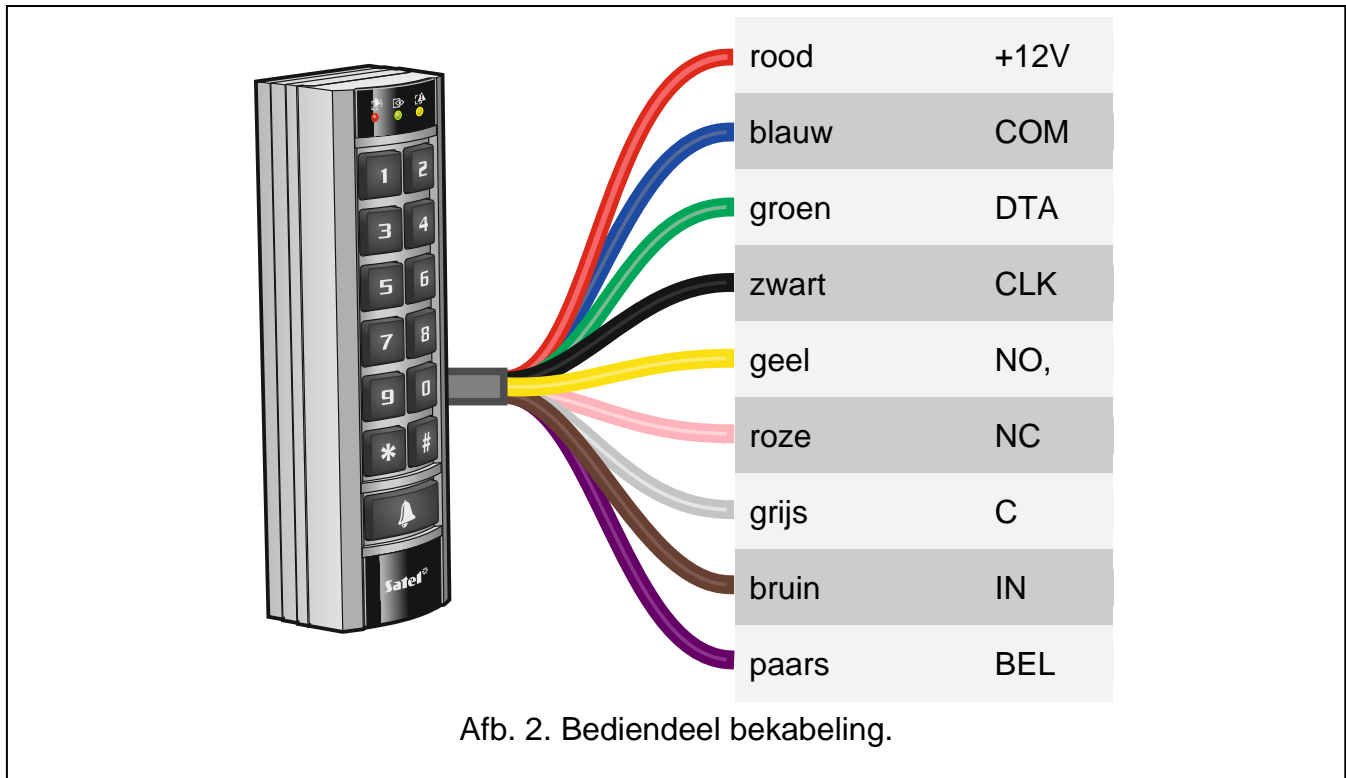 1 2
3 4
5 6
7 8
9 0
* #
Satel®
rood +12V
blauw COM
groen DTA
zwart CLK
geel NO,
roze NC
grijs C
bruin IN
paars BEL
Afb. 2. Bediendeel bekabeling.